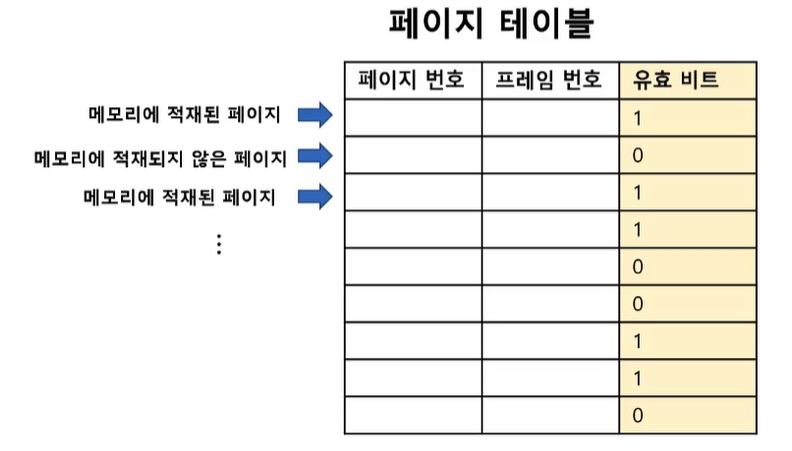 페이지 테이블
페이지 번호 프레임 번호 유효 비트
메모리에 적재된 페이지 1
메모리에 적재되지 않은 페이지 0
메모리에 적재된 페이지 1
⋮ 1
0
0
1
1
0